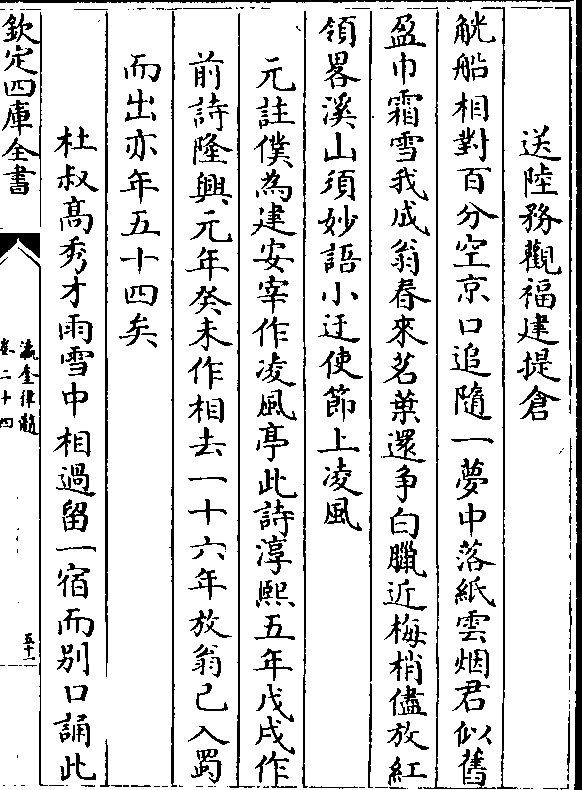 送陸務觀福建提倉
觥船相對百分空京口追隨一夢中落紙雲烟君似舊
盈巾霜雪我成翁春來茗葉還争白臘近梅梢儘放紅
領畧溪山須妙語小迂使節上凌風
元註僕為建安宰作凌風亭此詩淳熙五年戊戌作
前詩隆興元年癸未作相去一十六年放翁已入蜀
而出亦年五十四矣
杜叔髙秀才雨雪中相過留一宿而别口誦此
欽定四庫全書
瀛奎律髓
卷二十四
五十一